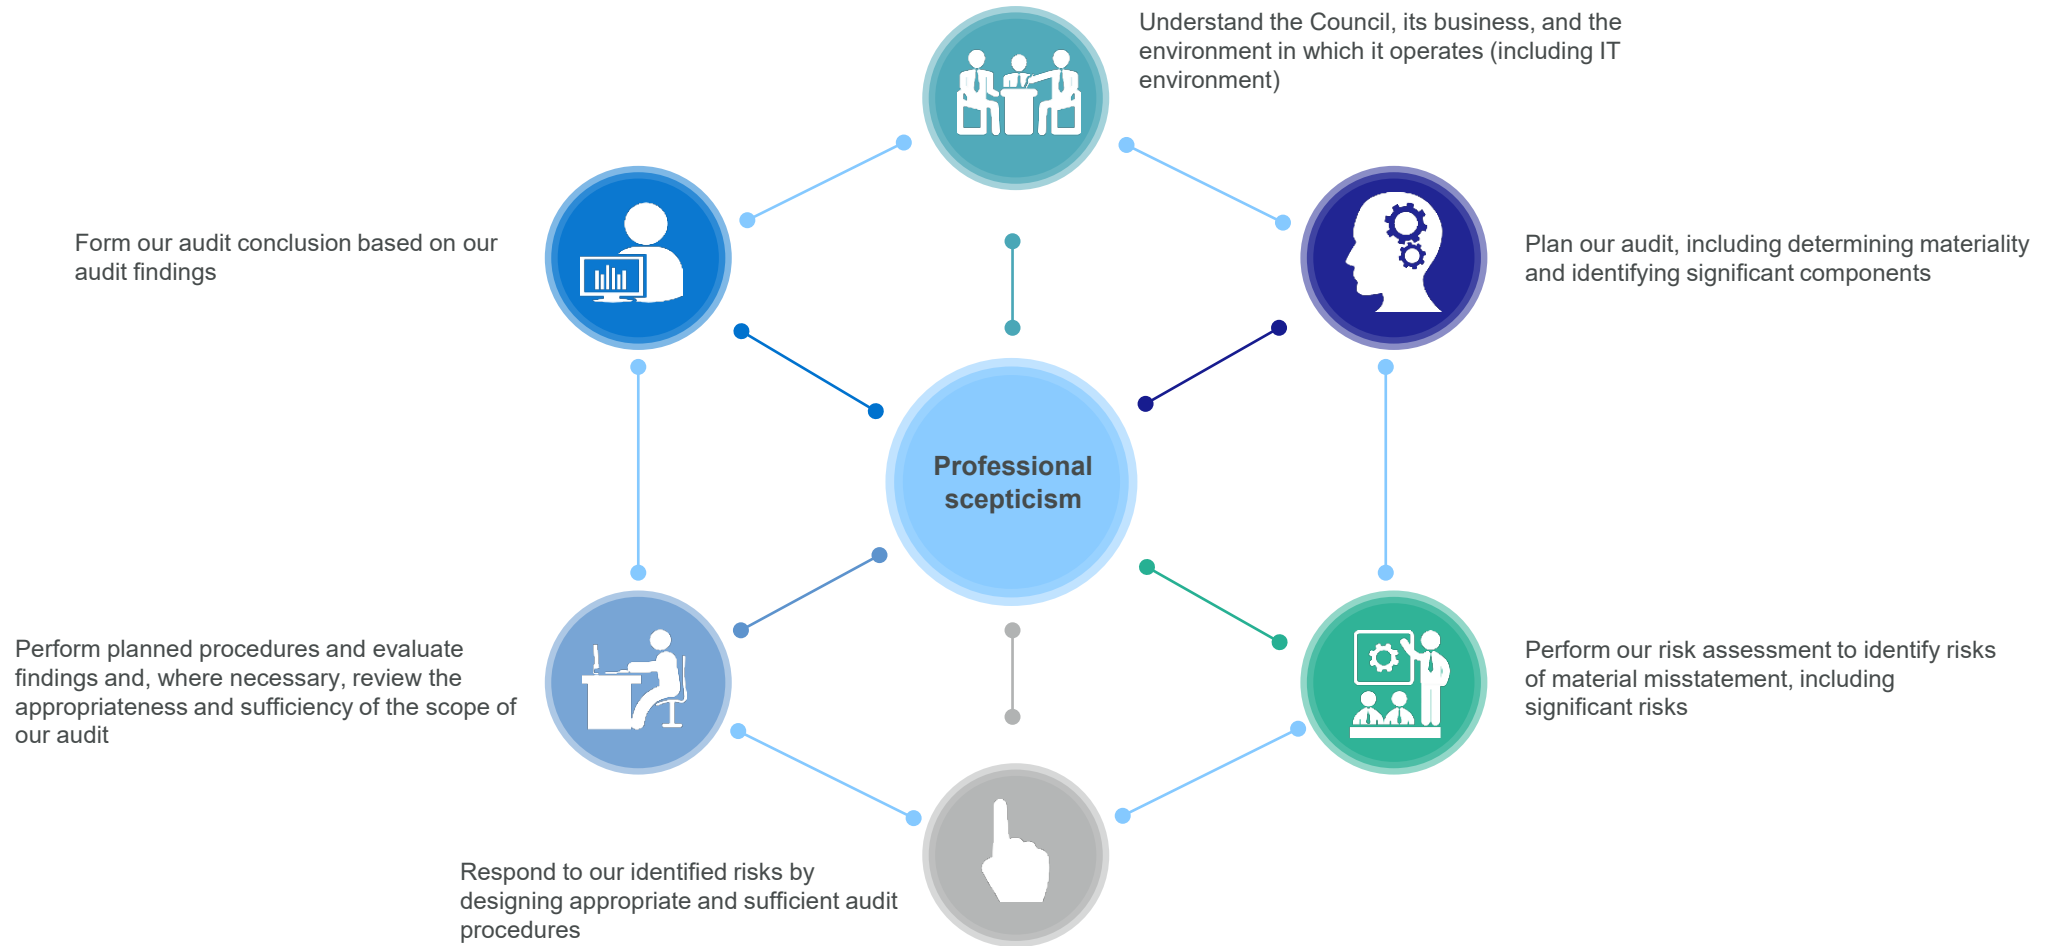 Understand the Council, its business, and the
environment in which it operates (including IT
environment)
Plan our audit, including determining materiality
and identifying significant components
Perform our risk assessment to identify risks
of material misstatement, including
significant risks
Respond to our identified risks by
designing appropriate and sufficient audit
procedures
Perform planned procedures and evaluate
findings and, where necessary, review the
appropriateness and sufficiency of the scope of
our audit
Form our audit conclusion based on our
audit findings
Professional
scepticism